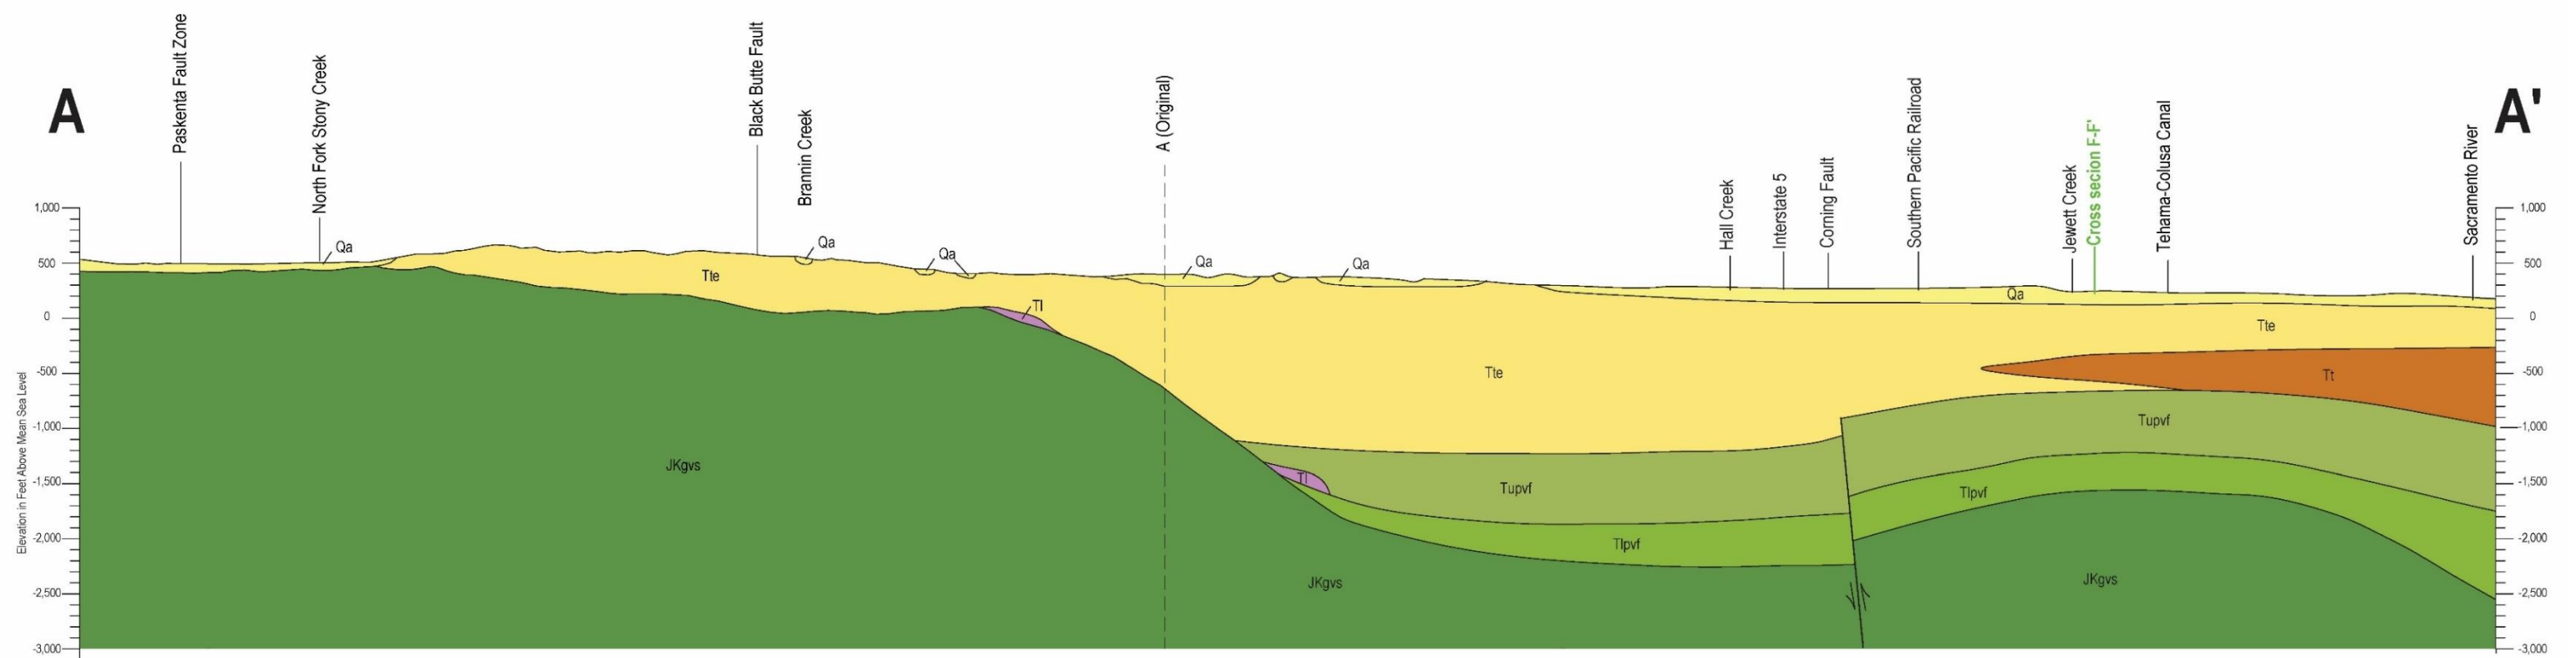 A
A'
Paskenta Fault Zone
North Fork Stony Creek
Black Butte Fault
Brannin Creek
A (Original)
Hall Creek
Interstate 5
Corning Fault
Southern Pacific Railroad
Jewett Creek
Cross secion F-F'
Tehama-Colusa Canal
Sacramento River
Elevation in Feet Above Mean Sea Level
1,000
500
0
-500
-1,000
-1,500
-2,000
-2,500
-3,000
1,000
500
0
-500
-1,000
-1,500
-2,000
-2,500
-3,000
Qa
Qa
Qa
Qa
Qa
Qa
Tte
Tl
Tte
Tte
Tt
Tupvf
JKgvs
Tl
Tupvf
Tlpvf
Tlpvf
JKgvs
JKgvs